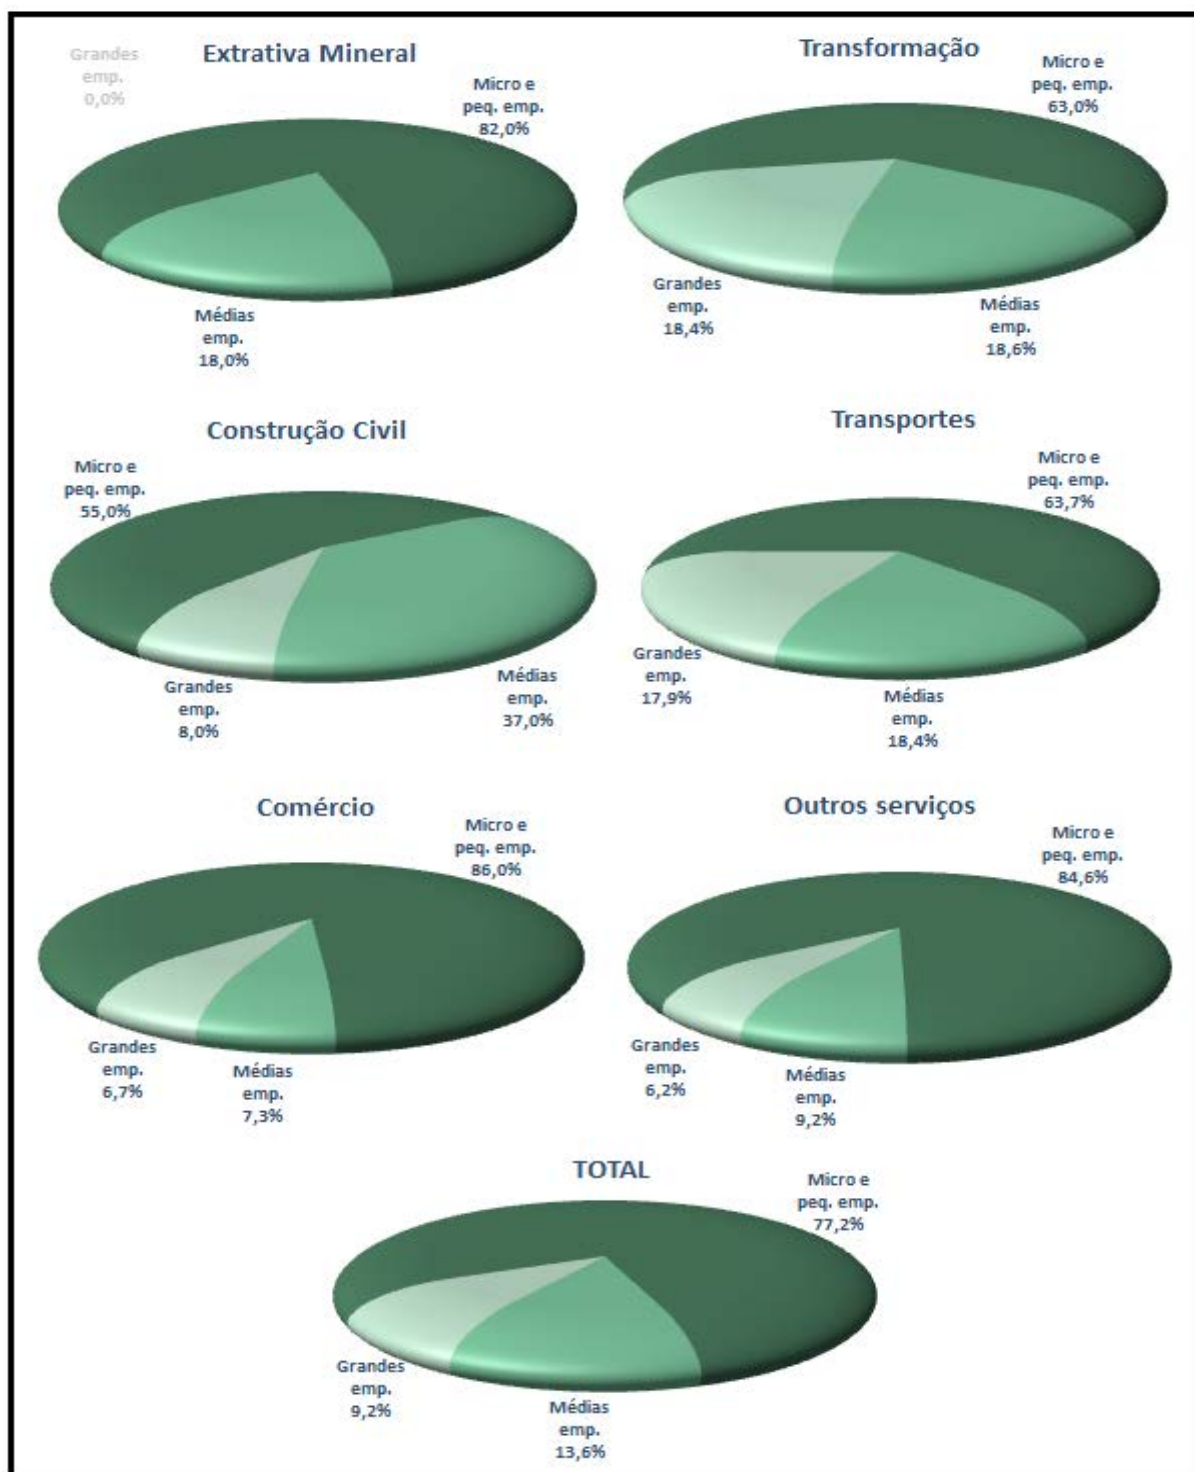 Extrativa Mineral
Grandes
emp.
0,0%
Micro e
peq. emp.
82,0%
Médias
emp.
18,0%
Transformação
Micro e
peq. emp.
63,0%
Grandes
emp.
18,4%
Médias
emp.
18,6%
Construção Civil
Micro e
peq. emp.
55,0%
Grandes
emp.
8,0%
Médias
emp.
37,0%
Transportes
Micro e
peq. emp.
63,7%
Grandes
emp.
17,9%
Médias
emp.
18,4%
Comércio
Micro e
peq. emp.
86,0%
Grandes
emp.
6,7%
Médias
emp.
7,3%
Outros serviços
Micro e
peq. emp.
84,6%
Grandes
emp.
6,2%
Médias
emp.
9,2%
TOTAL
Micro e
peq. emp.
77,2%
Grandes
emp.
9,2%
Médias
emp.
13,6%